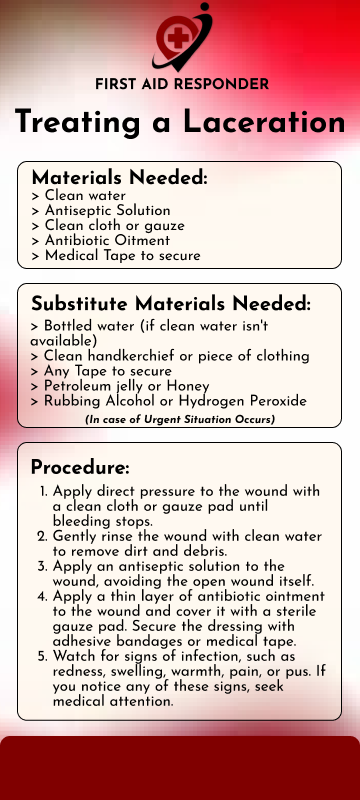 FIRST AID RESPONDER
Treating a Laceration
Materials Needed:
> Clean water
> Antiseptic Solution
> Clean cloth or gauze
> Antibiotic Oitment
> Medical Tape to secure
Substitute Materials Needed:
> Bottled water (if clean water isn't
available)
> Clean handkerchief or piece of clothing
> Any Tape to secure
> Petroleum jelly or Honey
> Rubbing Alcohol or Hydrogen Peroxide
(In case of Urgent Situation Occurs)
Procedure:
1. Apply direct pressure to the wound with
a clean cloth or gauze pad until
bleeding stops.
2. Gently rinse the wound with clean water
to remove dirt and debris.
3. Apply an antiseptic solution to the
wound, avoiding the open wound itself.
4. Apply a thin layer of antibiotic ointment
to the wound and cover it with a sterile
gauze pad. Secure the dressing with
adhesive bandages or medical tape.
5. Watch for signs of infection, such as
redness, swelling, warmth, pain, or pus. If
you notice any of these signs, seek
medical attention.